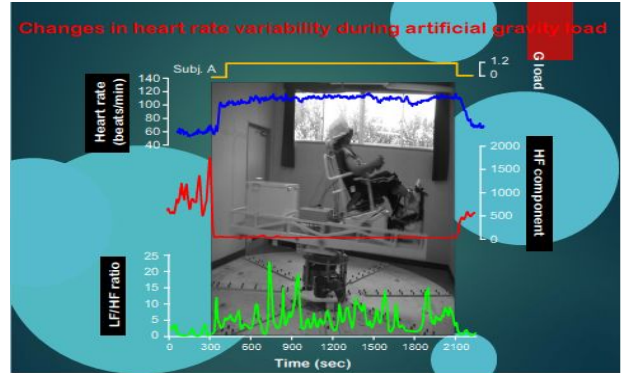 Changes in heart rate variability during artificial gravity load
Subj. A
1.2
0
G load
Heart rate
(beats/min)
140
120
100
80
60
40
HF component
2000
1500
1000
500
0
LF/HF ratio
25
20
15
10
5
0
0 300 600 900 1200 1500 1800 2100
Time (sec)